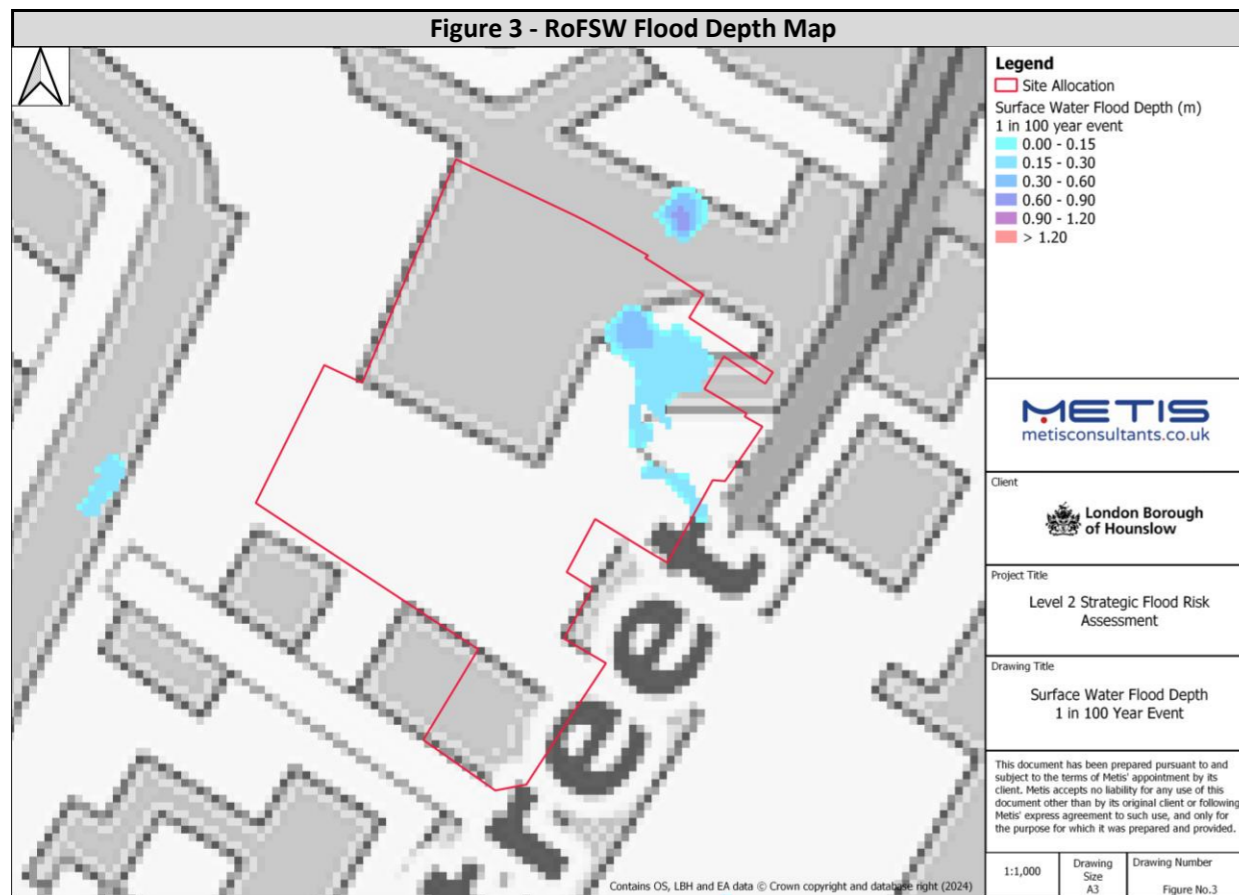 Figure 3 - RoFSW Flood Depth Map
Legend
Site Allocation
Surface Water Flood Depth (m)
1 in 100 year event
0.00 - 0.15
0.15 - 0.30
0.30 - 0.60
0.60 - 0.90
0.90 - 1.20
> 1.20
METIS
metisconsultants.co.uk
Client
London Borough
of Hounslow
Project Title
Level 2 Strategic Flood Risk
Assessment
Drawing Title
Surface Water Flood Depth
1 in 100 Year Event
This document has been prepared pursuant to and
subject to the terms of Metis' appointment by its
client. Metis accepts no liability for any use of this
document other than by its original client or following
Metis' express agreement to such use, and only for
the purpose for which it was prepared and provided.
1:1,000
Drawing
Size
A3
Drawing Number
Figure No.3
reet
Contains OS, LBH and EA data © Crown copyright and database right (2024)